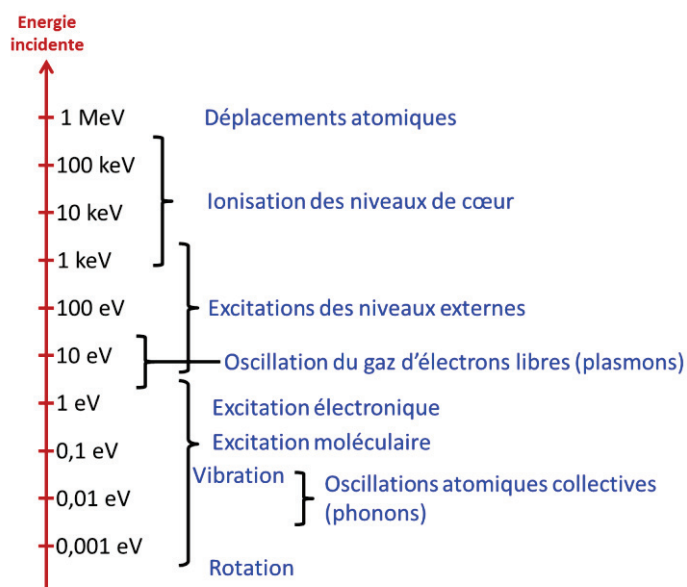 Energie
incidente
1 MeV
Déplacements atomiques
100 keV
Ionisation des niveaux de cœur
10 keV
1 keV
100 eV
Excitations des niveaux externes
10 eV
Oscillation du gaz d’électrons libres (plasmons)
1 eV
Excitation électronique
0,1 eV
Excitation moléculaire
Vibration
0,01 eV
Oscillations atomiques collectives
(phonons)
0,001 eV
Rotation